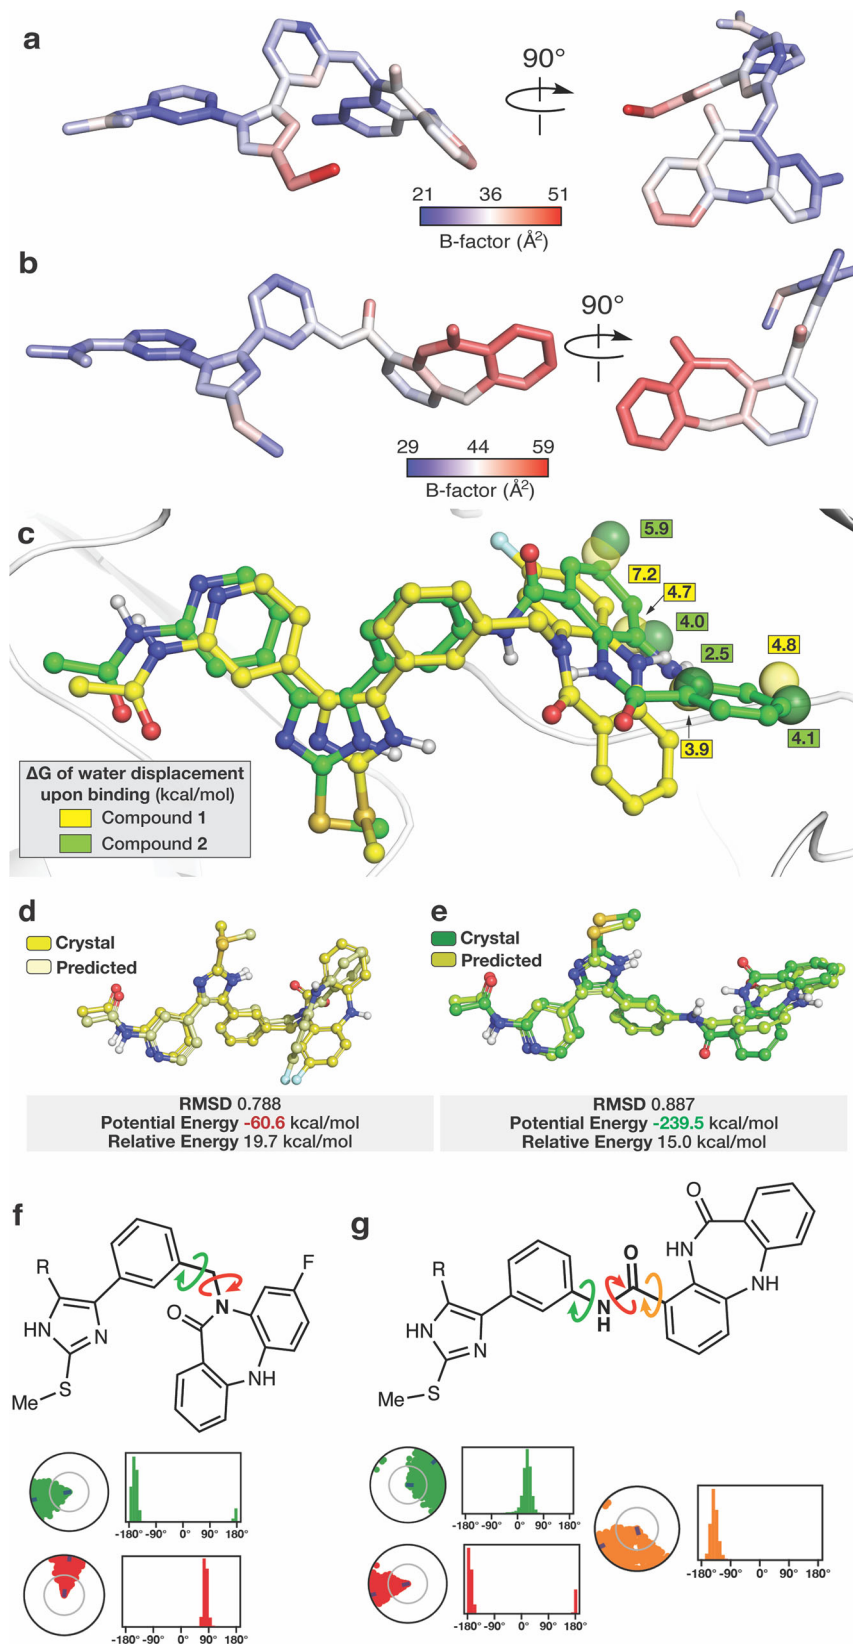 a
90°
21 36 51
B-factor (Å²)
b
90°
29 44 59
B-factor (Å²)
c
5.9
7.2
4.7
4.0
4.8
2.5
3.9
4.1
ΔG of water displacement
upon binding (kcal/mol)
Compound 1
Compound 2
d
Crystal
Predicted
e
Crystal
Predicted
RMSD 0.788
Potential Energy -60.6 kcal/mol
Relative Energy 19.7 kcal/mol
RMSD 0.887
Potential Energy -239.5 kcal/mol
Relative Energy 15.0 kcal/mol
f
R
F
N
O
HN
N
NH
S
Me
g
O
NH
O
R
NH
N
H
HN
N
S
Me
-180° -90° 0° 90° 180°
-180° -90° 0° 90° 180°
-180° -90° 0° 90° 180°
-180° -90° 0° 90° 180°
-180° -90° 0° 90° 180°